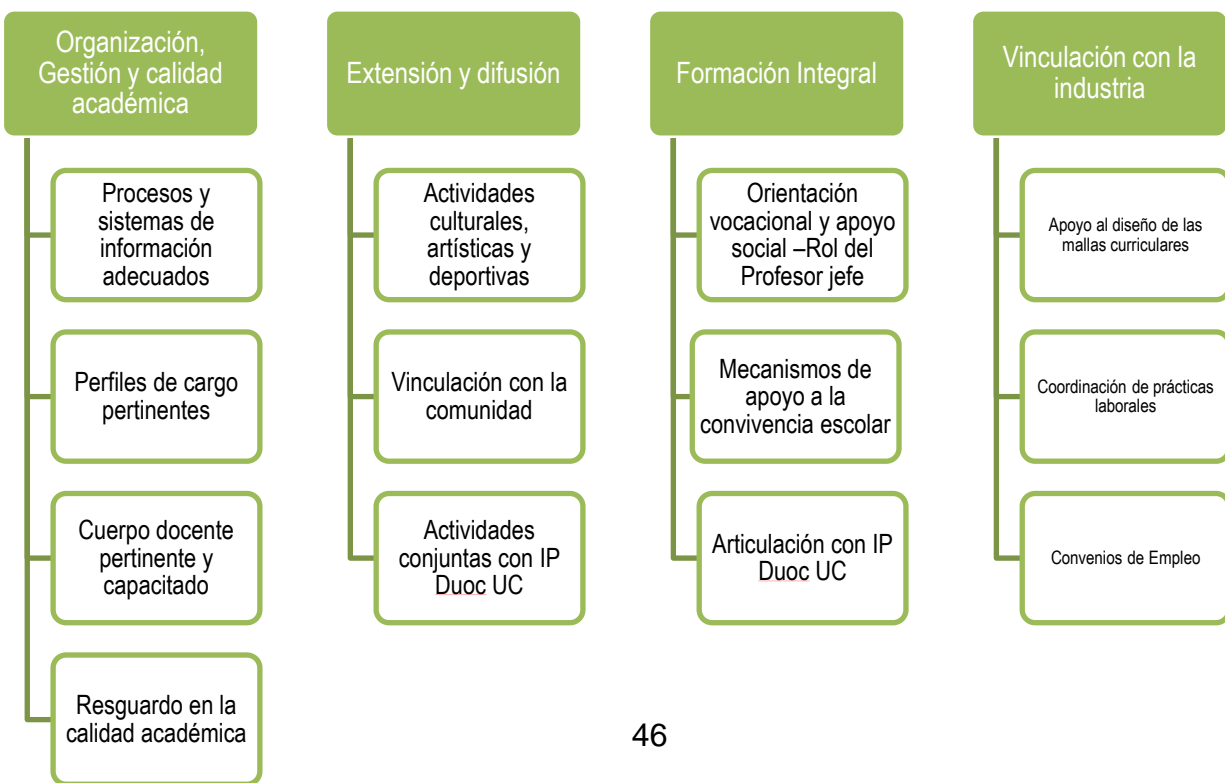 Organización,
Gestión y calidad
académica
Procesos y
sistemas de
información
adecuados
Perfiles de cargo
pertinentes
Cuerpo docente
pertinente y
capacitado
Resguardo en la
calidad académica
Extensión y difusión
Actividades
culturales,
artísticas y
deportivas
Vinculación con la
comunidad
Actividades
conjuntas con IP
Duoc UC
Formación Integral
Orientación
vocacional y apoyo
social –Rol del
Profesor jefe
Mecanismos de
apoyo a la
convivencia escolar
Articulación con IP
Duoc UC
Vinculación con la
industria
Apoyo al diseño de las
mallas curriculares
Coordinación de prácticas
laborales
Convenios de Empleo
46